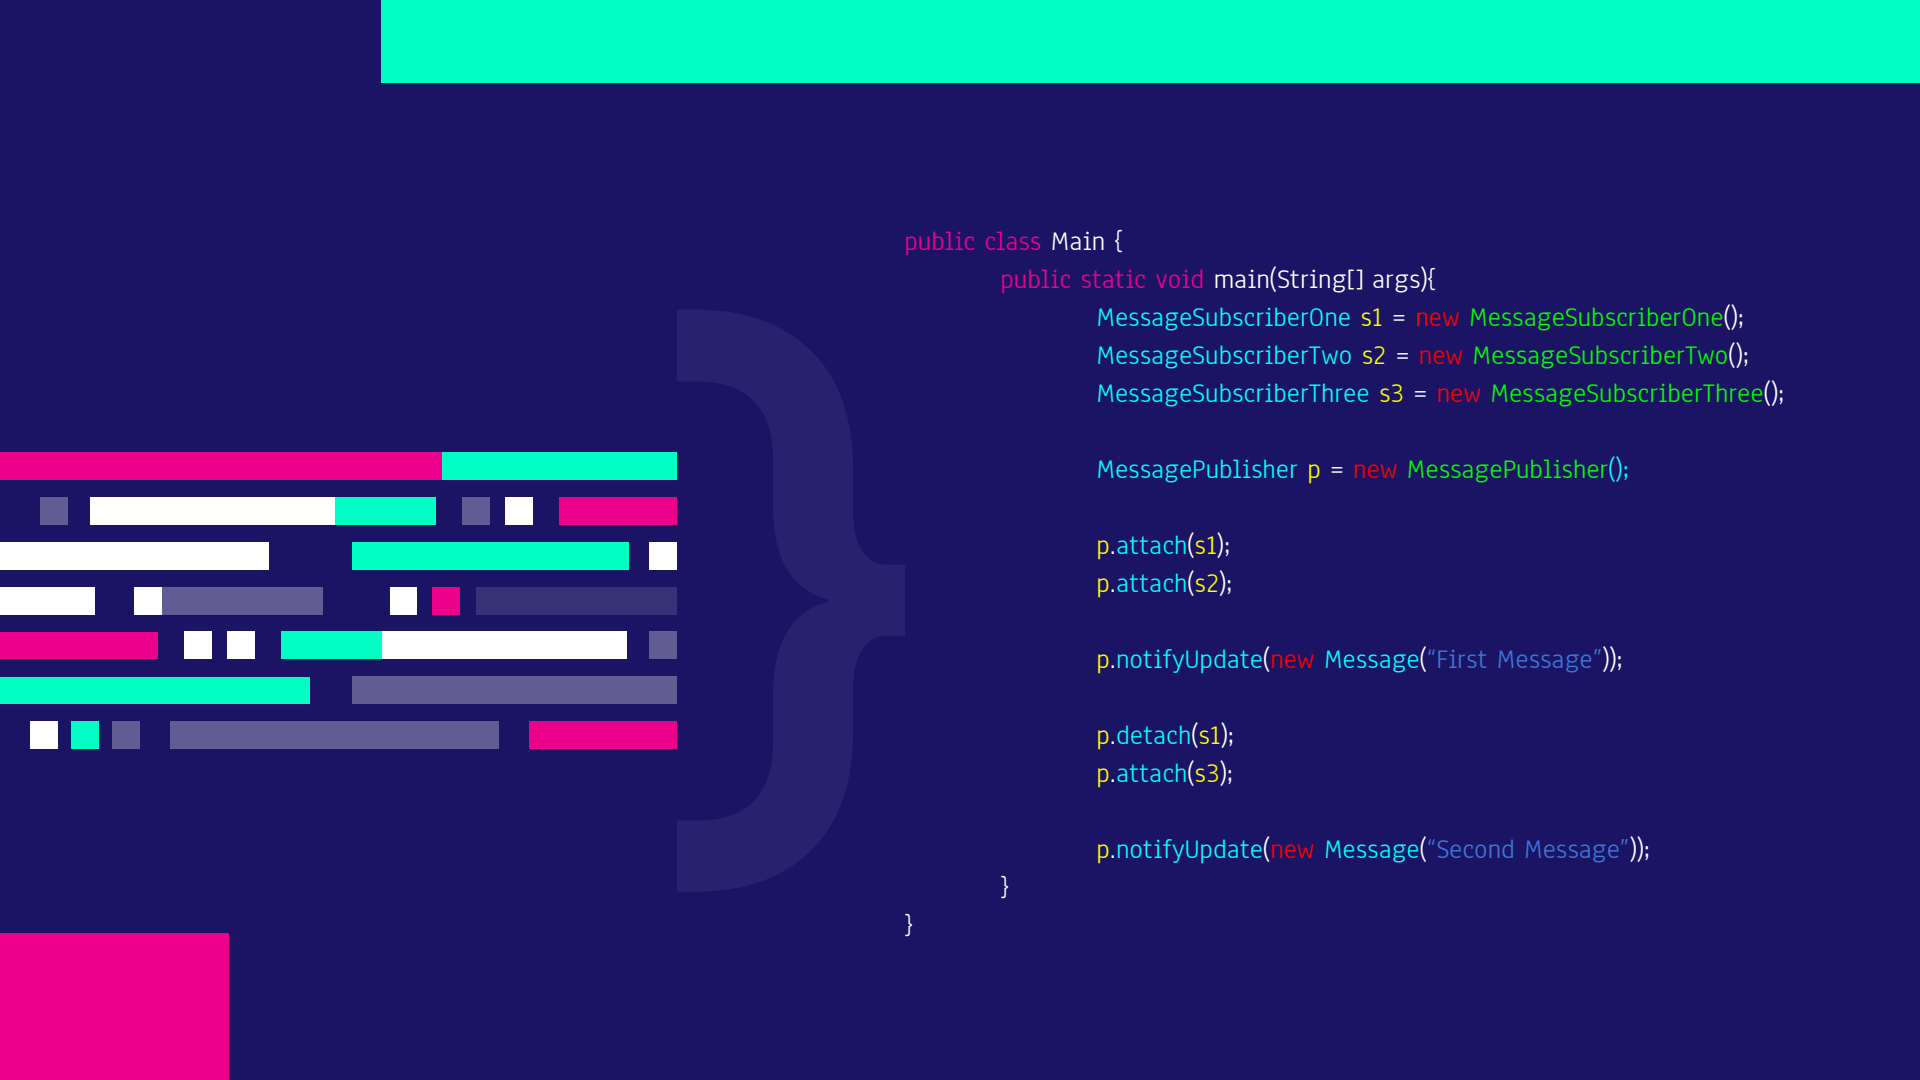 public class Main {
public static void main(String[] args){
MessageSubscriberOne s1 = new MessageSubscriberOne();
MessageSubscriberTwo s2 = new MessageSubscriberTwo();
MessageSubscriberThree s3 = new MessageSubscriberThree();
MessagePublisher p = new MessagePublisher();
p.attach(s1);
p.attach(s2);
p.notifyUpdate(new Message(“First Message”));
p.detach(s1);
p.attach(s3);
p.notifyUpdate(new Message(“Second Message”));
}
}